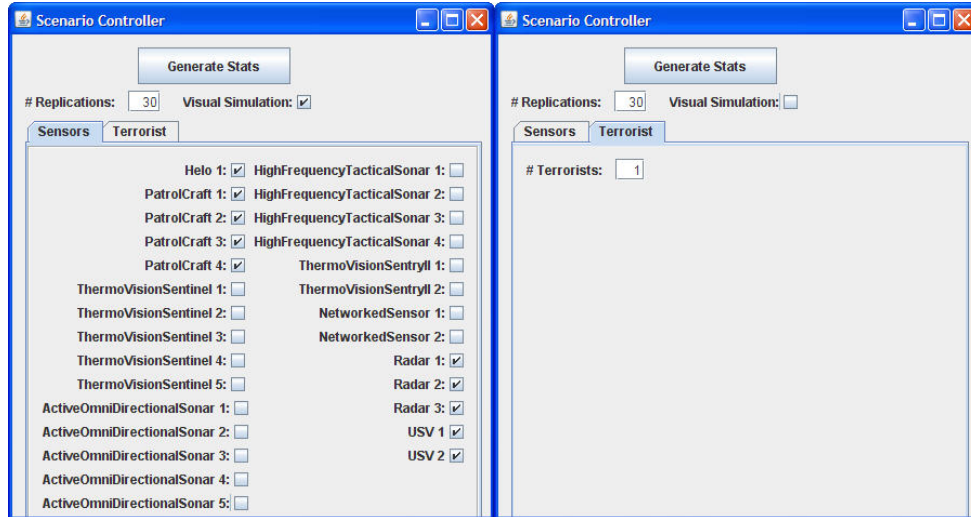 Scenario Controller
Generate Stats
# Replications: 30 Visual Simulation:
Sensors Terrorist
Helo 1: HighFrequencyTacticalSonar 1:
PatrolCraft 1: HighFrequencyTacticalSonar 2:
PatrolCraft 2: HighFrequencyTacticalSonar 3:
PatrolCraft 3: HighFrequencyTacticalSonar 4:
PatrolCraft 4: ThermoVisionSentryII 1:
ThermoVisionSentinel 1: ThermoVisionSentryII 2:
ThermoVisionSentinel 2: NetworkedSensor 1:
ThermoVisionSentinel 3: NetworkedSensor 2:
ThermoVisionSentinel 4: Radar 1:
ThermoVisionSentinel 5: Radar 2:
ActiveOmniDirectionalSonar 1: Radar 3:
ActiveOmniDirectionalSonar 2: USV 1
ActiveOmniDirectionalSonar 3: USV 2
ActiveOmniDirectionalSonar 4:
ActiveOmniDirectionalSonar 5:
Scenario Controller
Generate Stats
# Replications: 30 Visual Simulation:
Sensors Terrorist
# Terrorists: 1